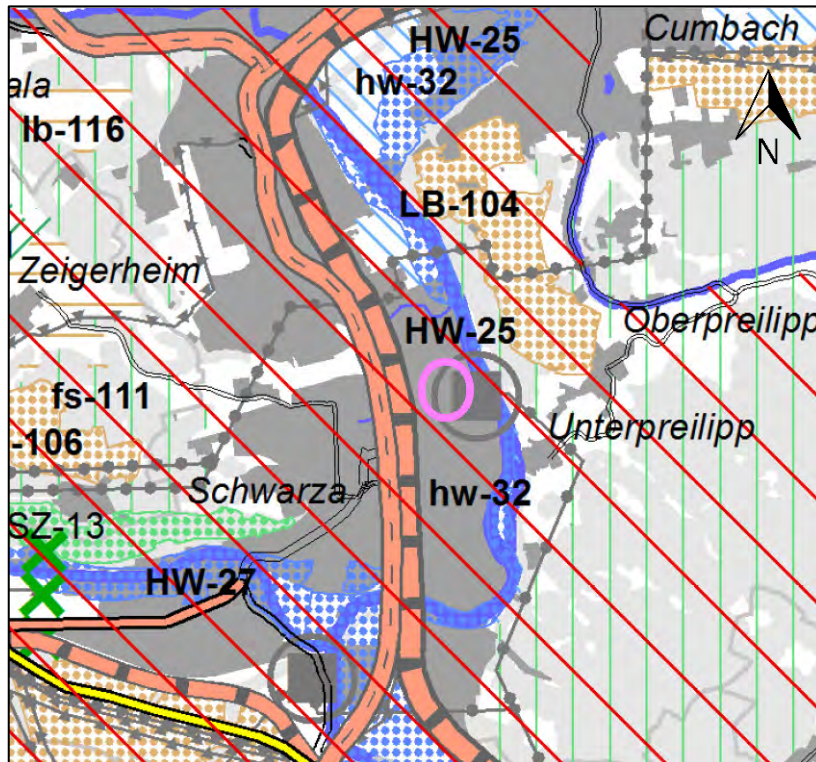 HW-25
Cumbach
hw-32
ala
lb-116
N
LB-104
Zeigerheim
HW-25
Oberpreilipp
fs-111
Unterpreilipp
-106
Schwarza
hw-32
SZ-13
HW-27